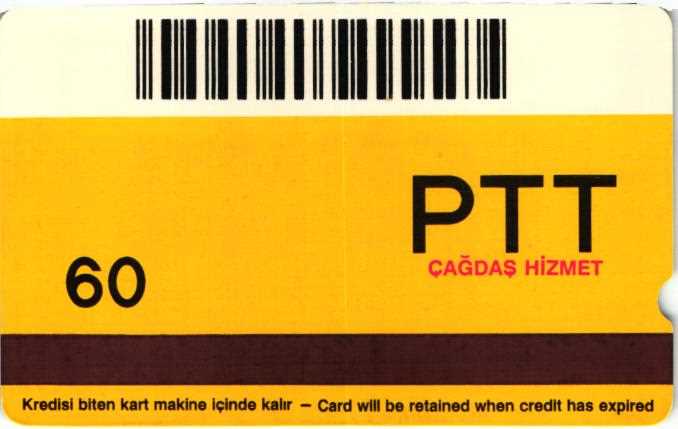 PTT
ÇAĞDAŞ HİZMET
60
Kredisi biten kart makine içinde kalır – Card will be retained when credit has expired